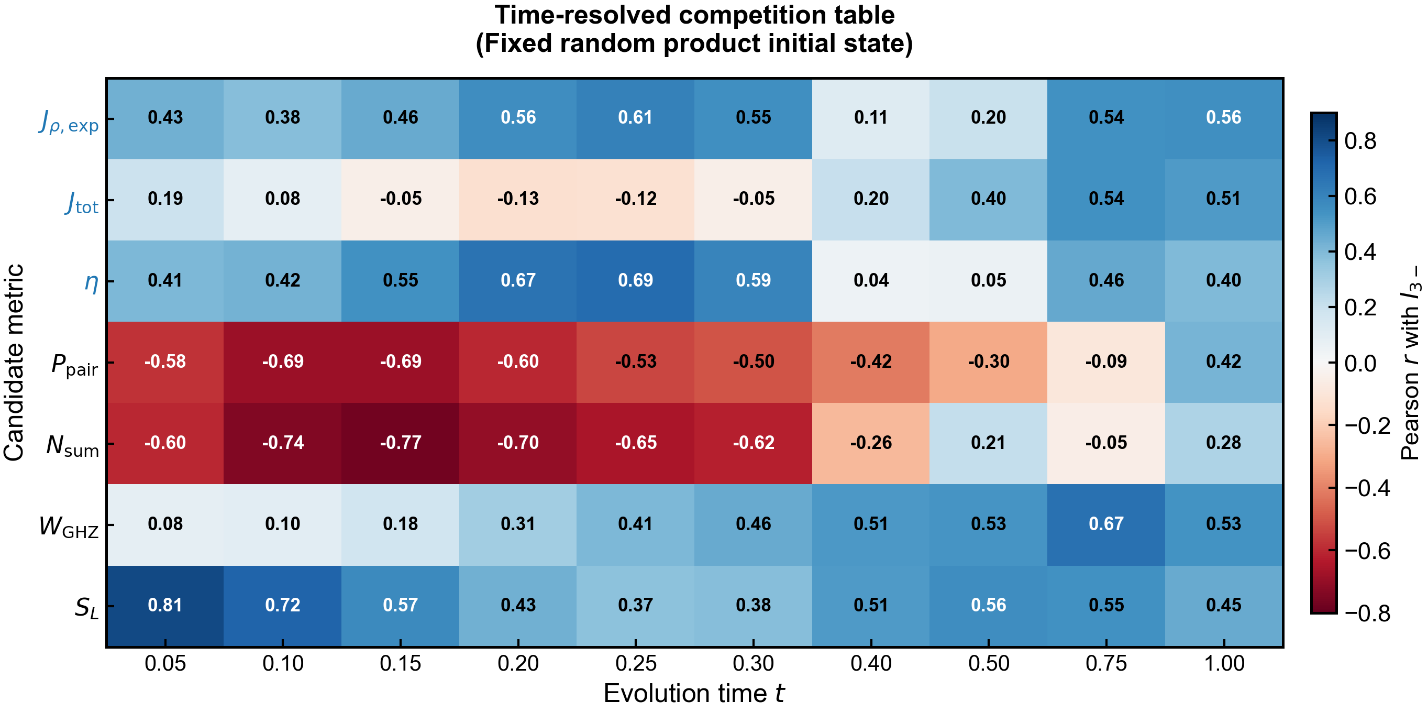 Time-resolved competition table
(Fixed random product initial state)
Candidate metric
Jρ, exp 0.43 0.38 0.46 0.56 0.61 0.55 0.11 0.20 0.54 0.56
Jtot 0.19 0.08 -0.05 -0.13 -0.12 -0.05 0.20 0.40 0.54 0.51
η 0.41 0.42 0.55 0.67 0.69 0.59 0.04 0.05 0.46 0.40
Ppair -0.58 -0.69 -0.69 -0.60 -0.53 -0.50 -0.42 -0.30 -0.09 0.42
Nsum -0.60 -0.74 -0.77 -0.70 -0.65 -0.62 -0.26 0.21 -0.05 0.28
WGHZ 0.08 0.10 0.18 0.31 0.41 0.46 0.51 0.53 0.67 0.53
SL 0.81 0.72 0.57 0.43 0.37 0.38 0.51 0.56 0.55 0.45
0.05 0.10 0.15 0.20 0.25 0.30 0.40 0.50 0.75 1.00
Evolution time t
0.8
0.6
0.4
0.2
0.0
−0.2
−0.4
−0.6
−0.8
Pearson r with I3−